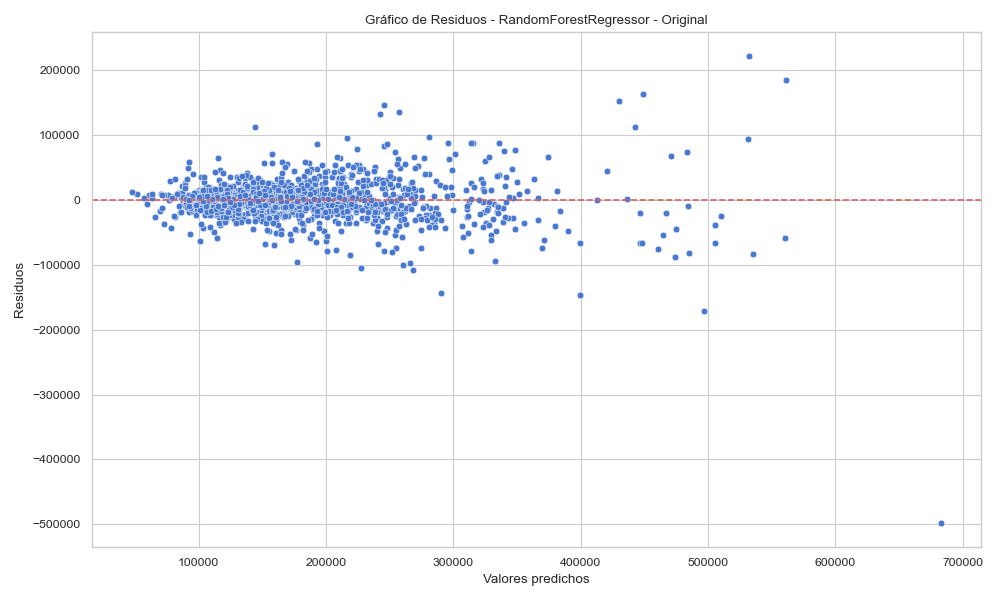 Gráfico de Residuos - RandomForestRegressor - Original
Residuos
200000
100000
0
−100000
−200000
−300000
−400000
−500000
100000 200000 300000 400000 500000 600000 700000
Valores predichos